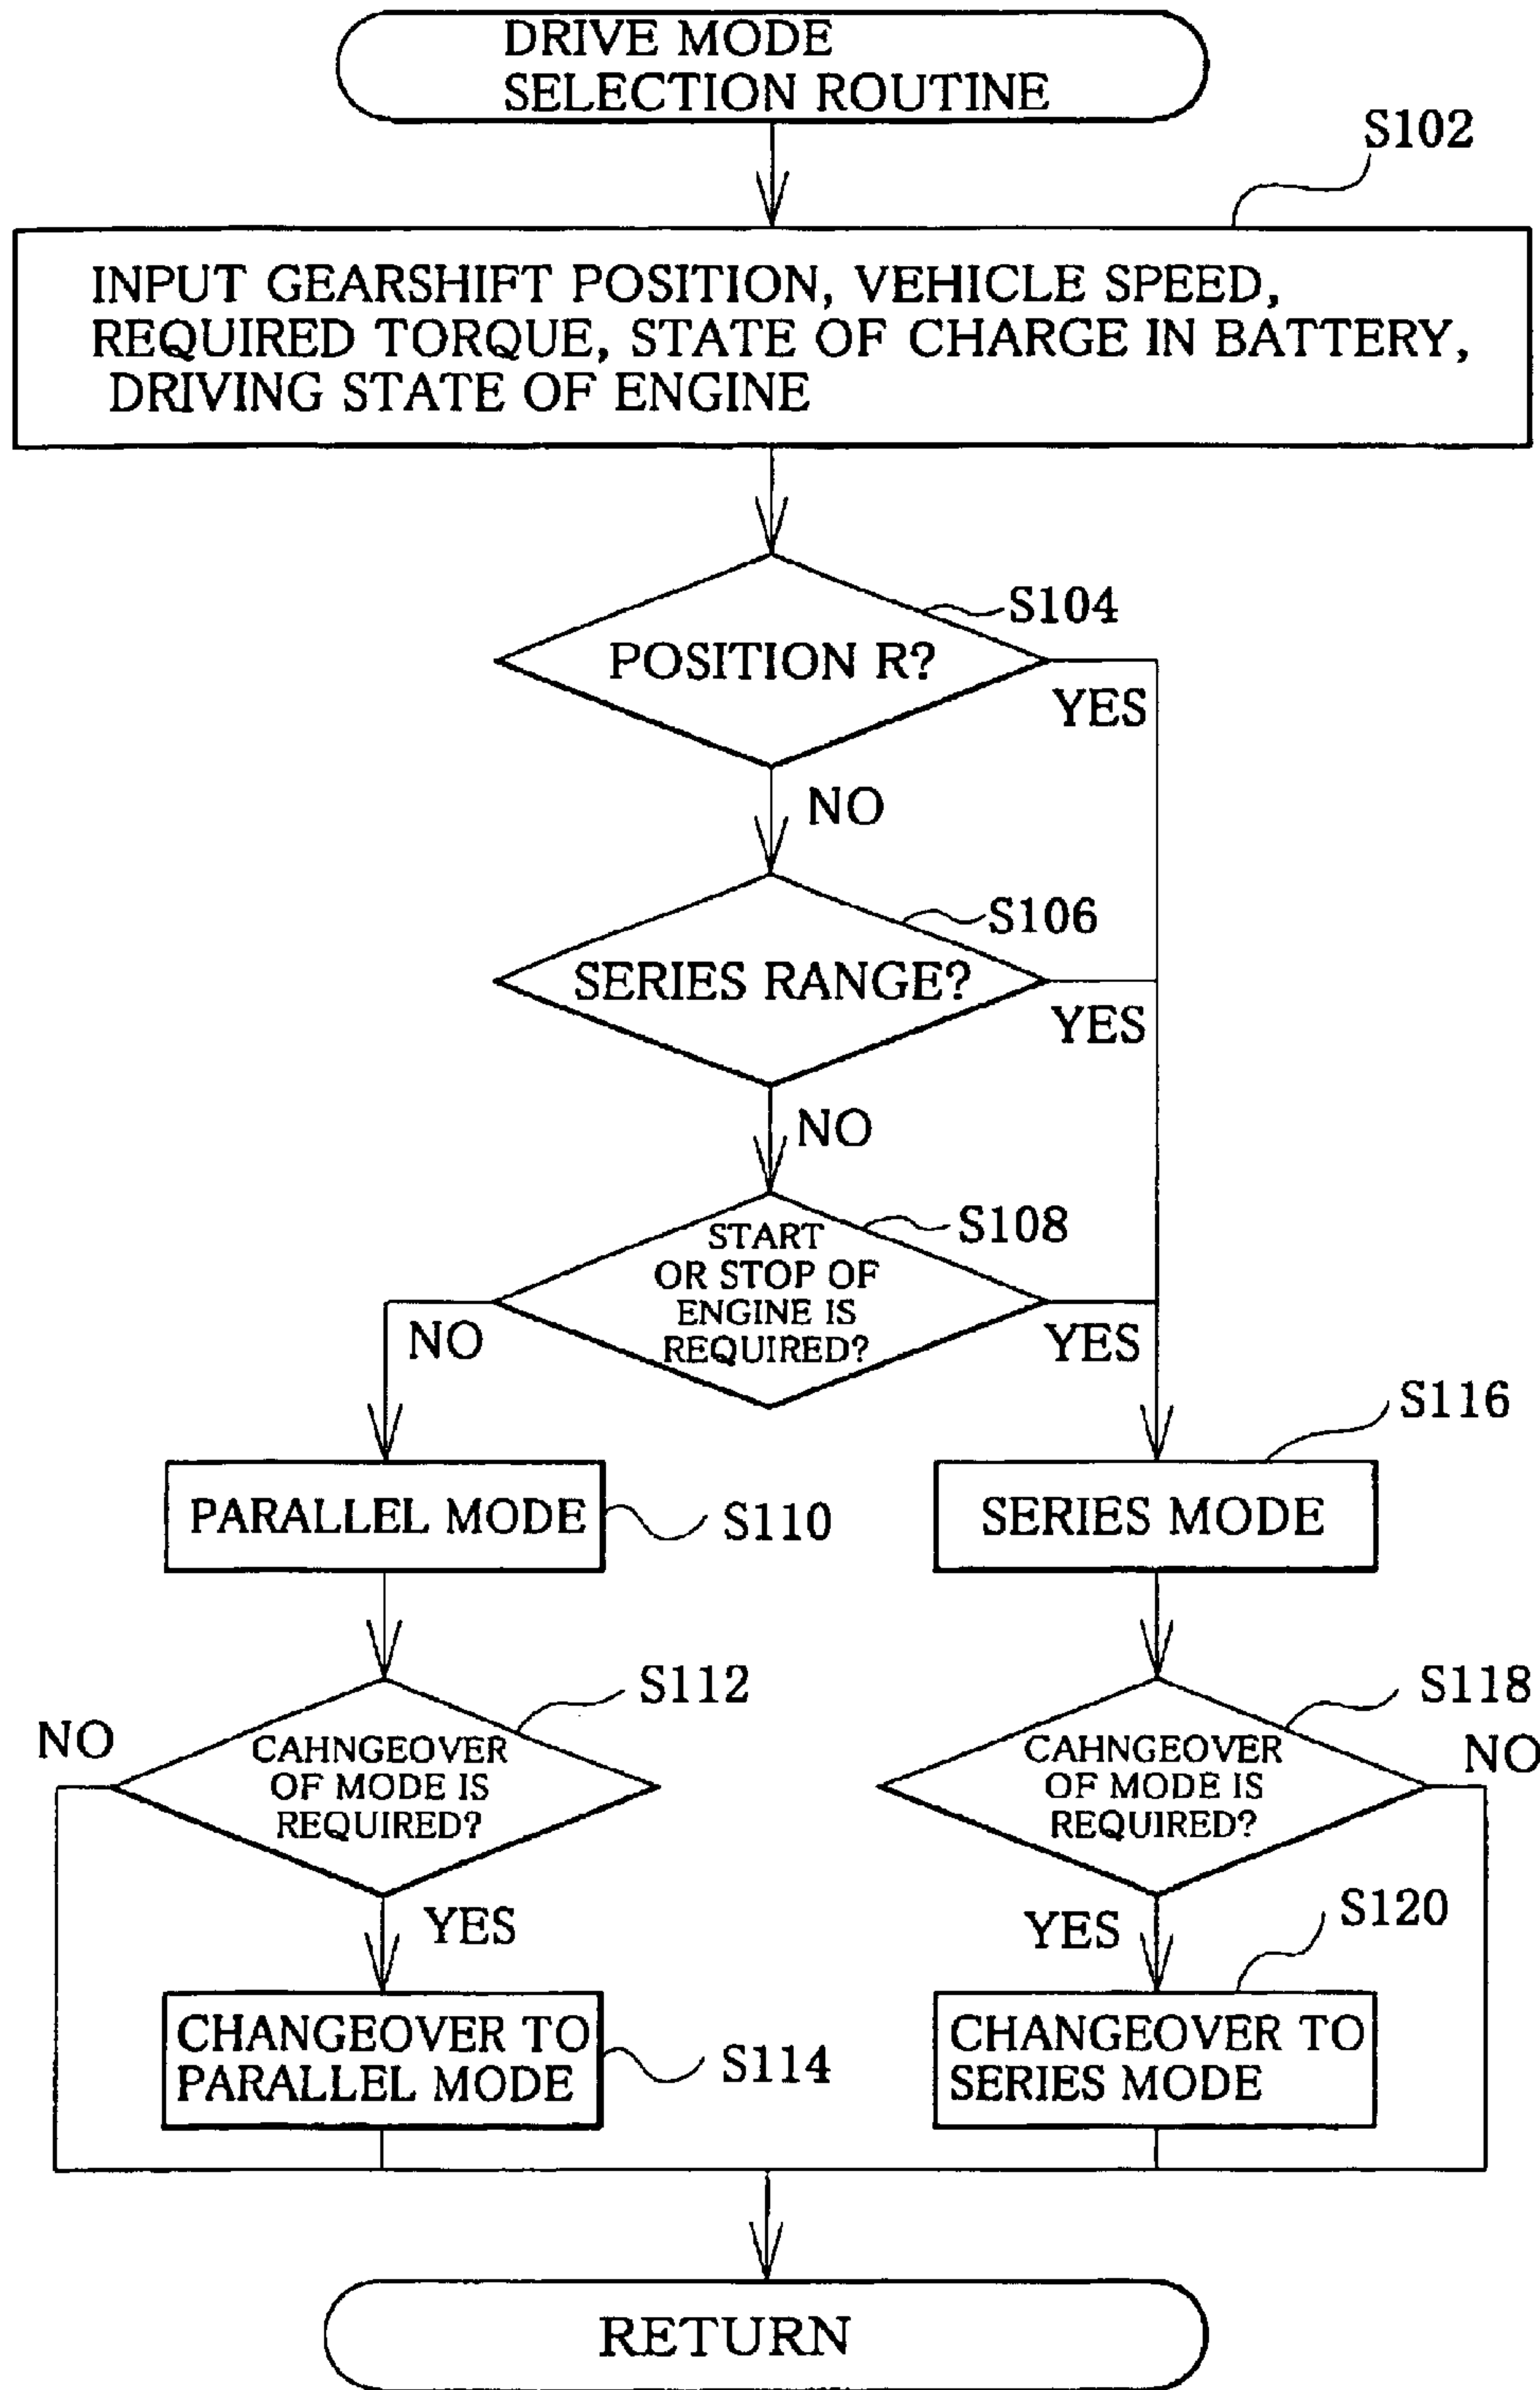 DRIVE MODE
SELECTION ROUTINE
S102
INPUT GEARSHIFT POSITION, VEHICLE SPEED,
REQUIRED TORQUE, STATE OF CHARGE IN BATTERY,
DRIVING STATE OF ENGINE
S104
POSITION R?
YES
NO
S106
SERIES RANGE?
YES
NO
S108
START
OR STOP OF
ENGINE IS
REQUIRED?
NO
YES
S116
PARALLEL MODE
S110
SERIES MODE
S112
S118
NO
CAHNGEOVER
OF MODE IS
REQUIRED?
CAHNGEOVER
OF MODE IS
REQUIRED?
NO
YES
YES
S120
CHANGEOVER TO
PARALLEL MODE
S114
CHANGEOVER TO
SERIES MODE
RETURN